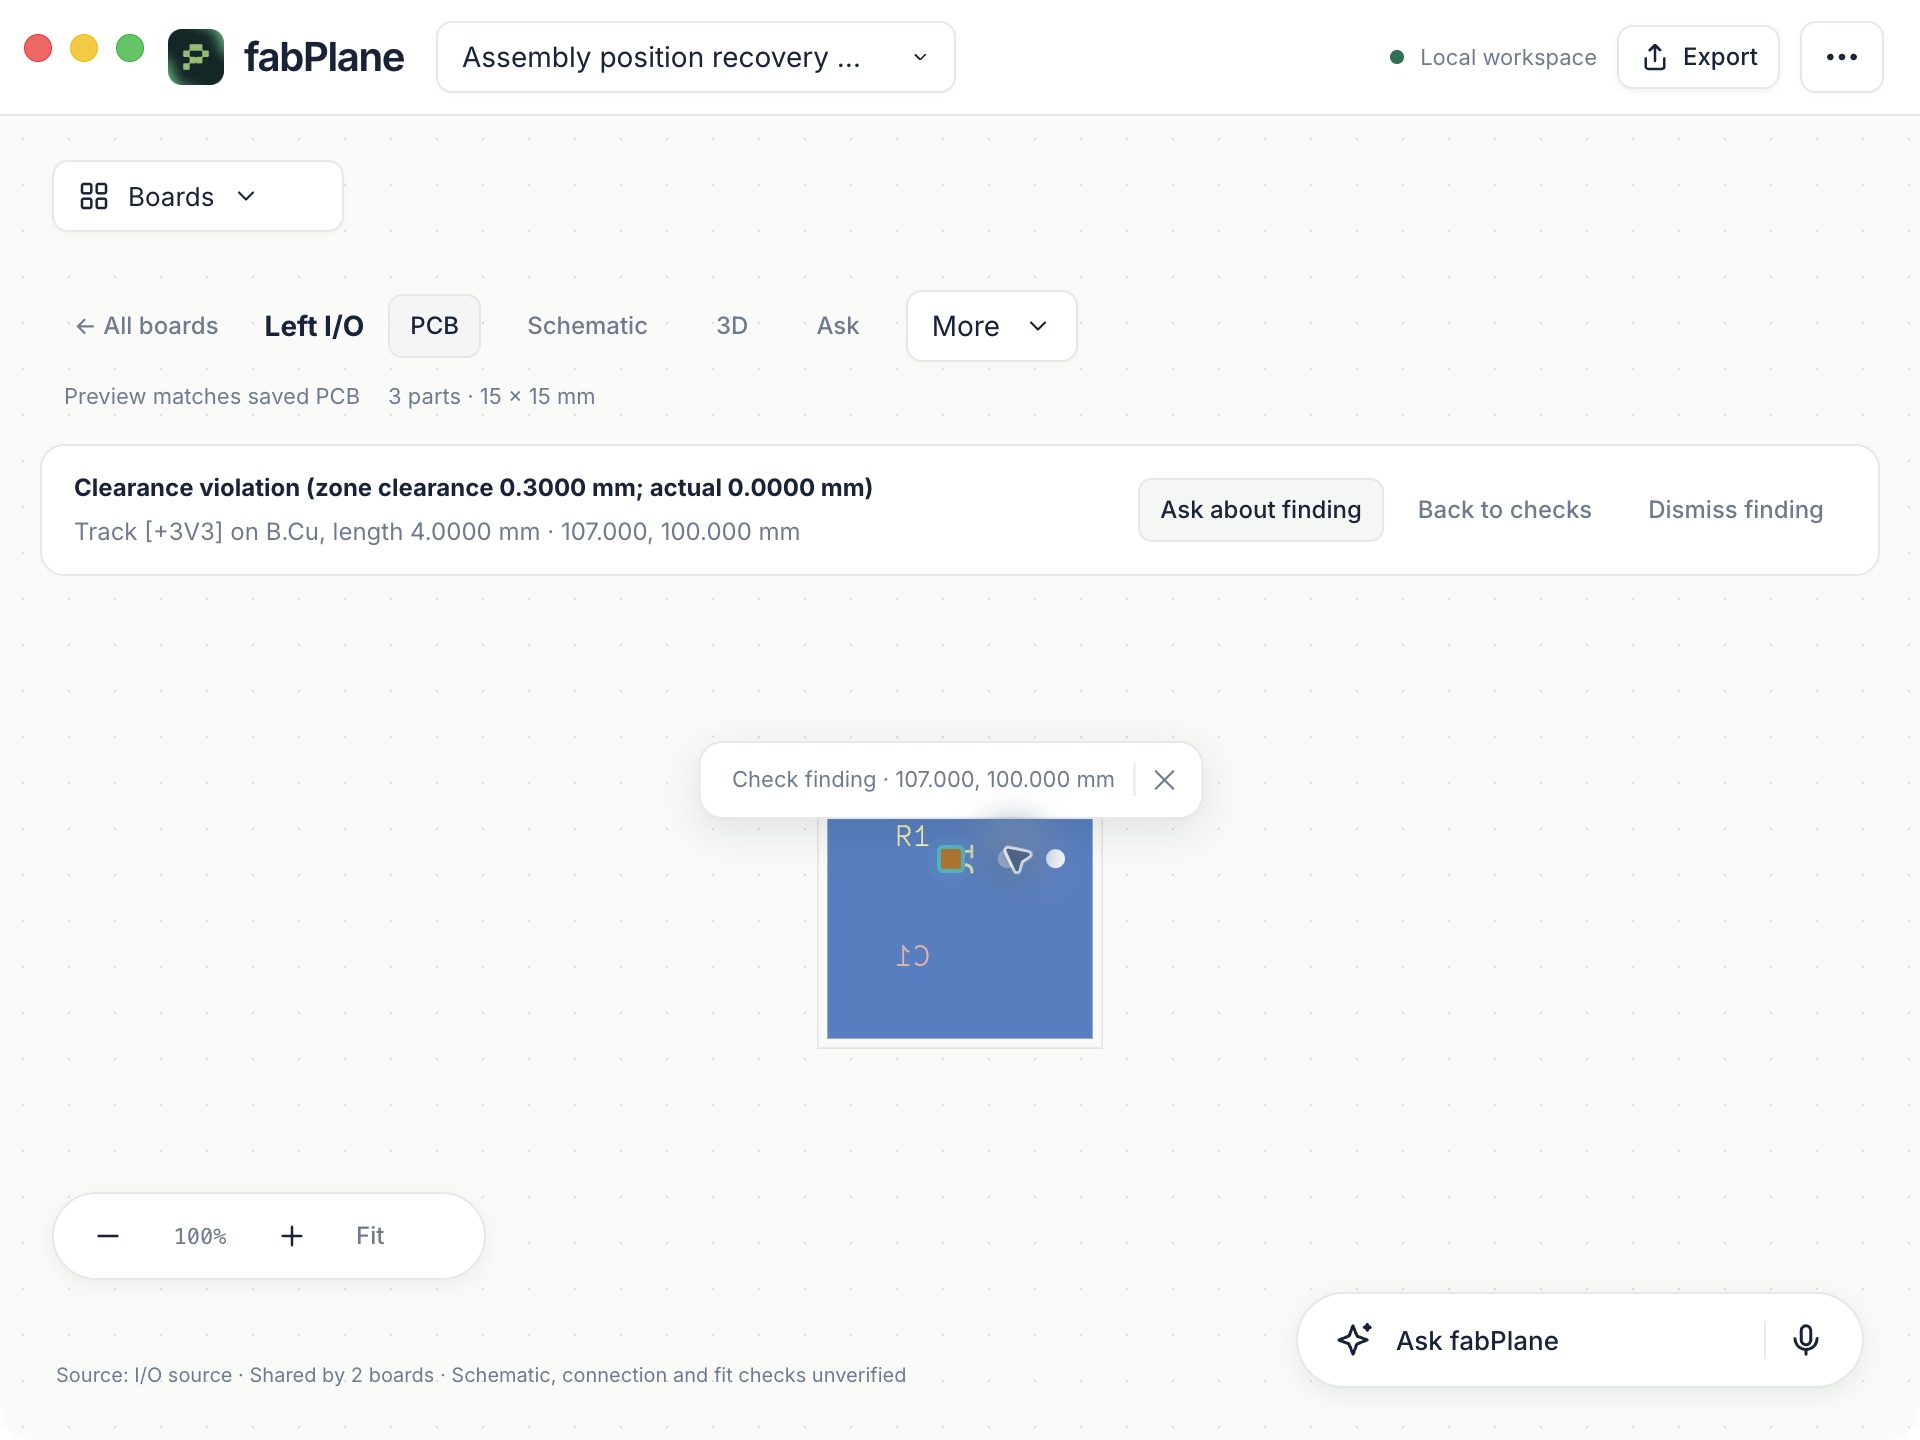 fabPlane
Assembly position recovery ...
Local workspace
Export
Boards
← All boards
Left I/O
PCB
Schematic
3D
Ask
More
Preview matches saved PCB
3 parts · 15 × 15 mm
Clearance violation (zone clearance 0.3000 mm; actual 0.0000 mm)
Track [+3V3] on B.Cu, length 4.0000 mm · 107.000, 100.000 mm
Ask about finding
Back to checks
Dismiss finding
Check finding · 107.000, 100.000 mm
R1
C1
100%
Fit
Ask fabPlane
Source: I/O source · Shared by 2 boards · Schematic, connection and fit checks unverified